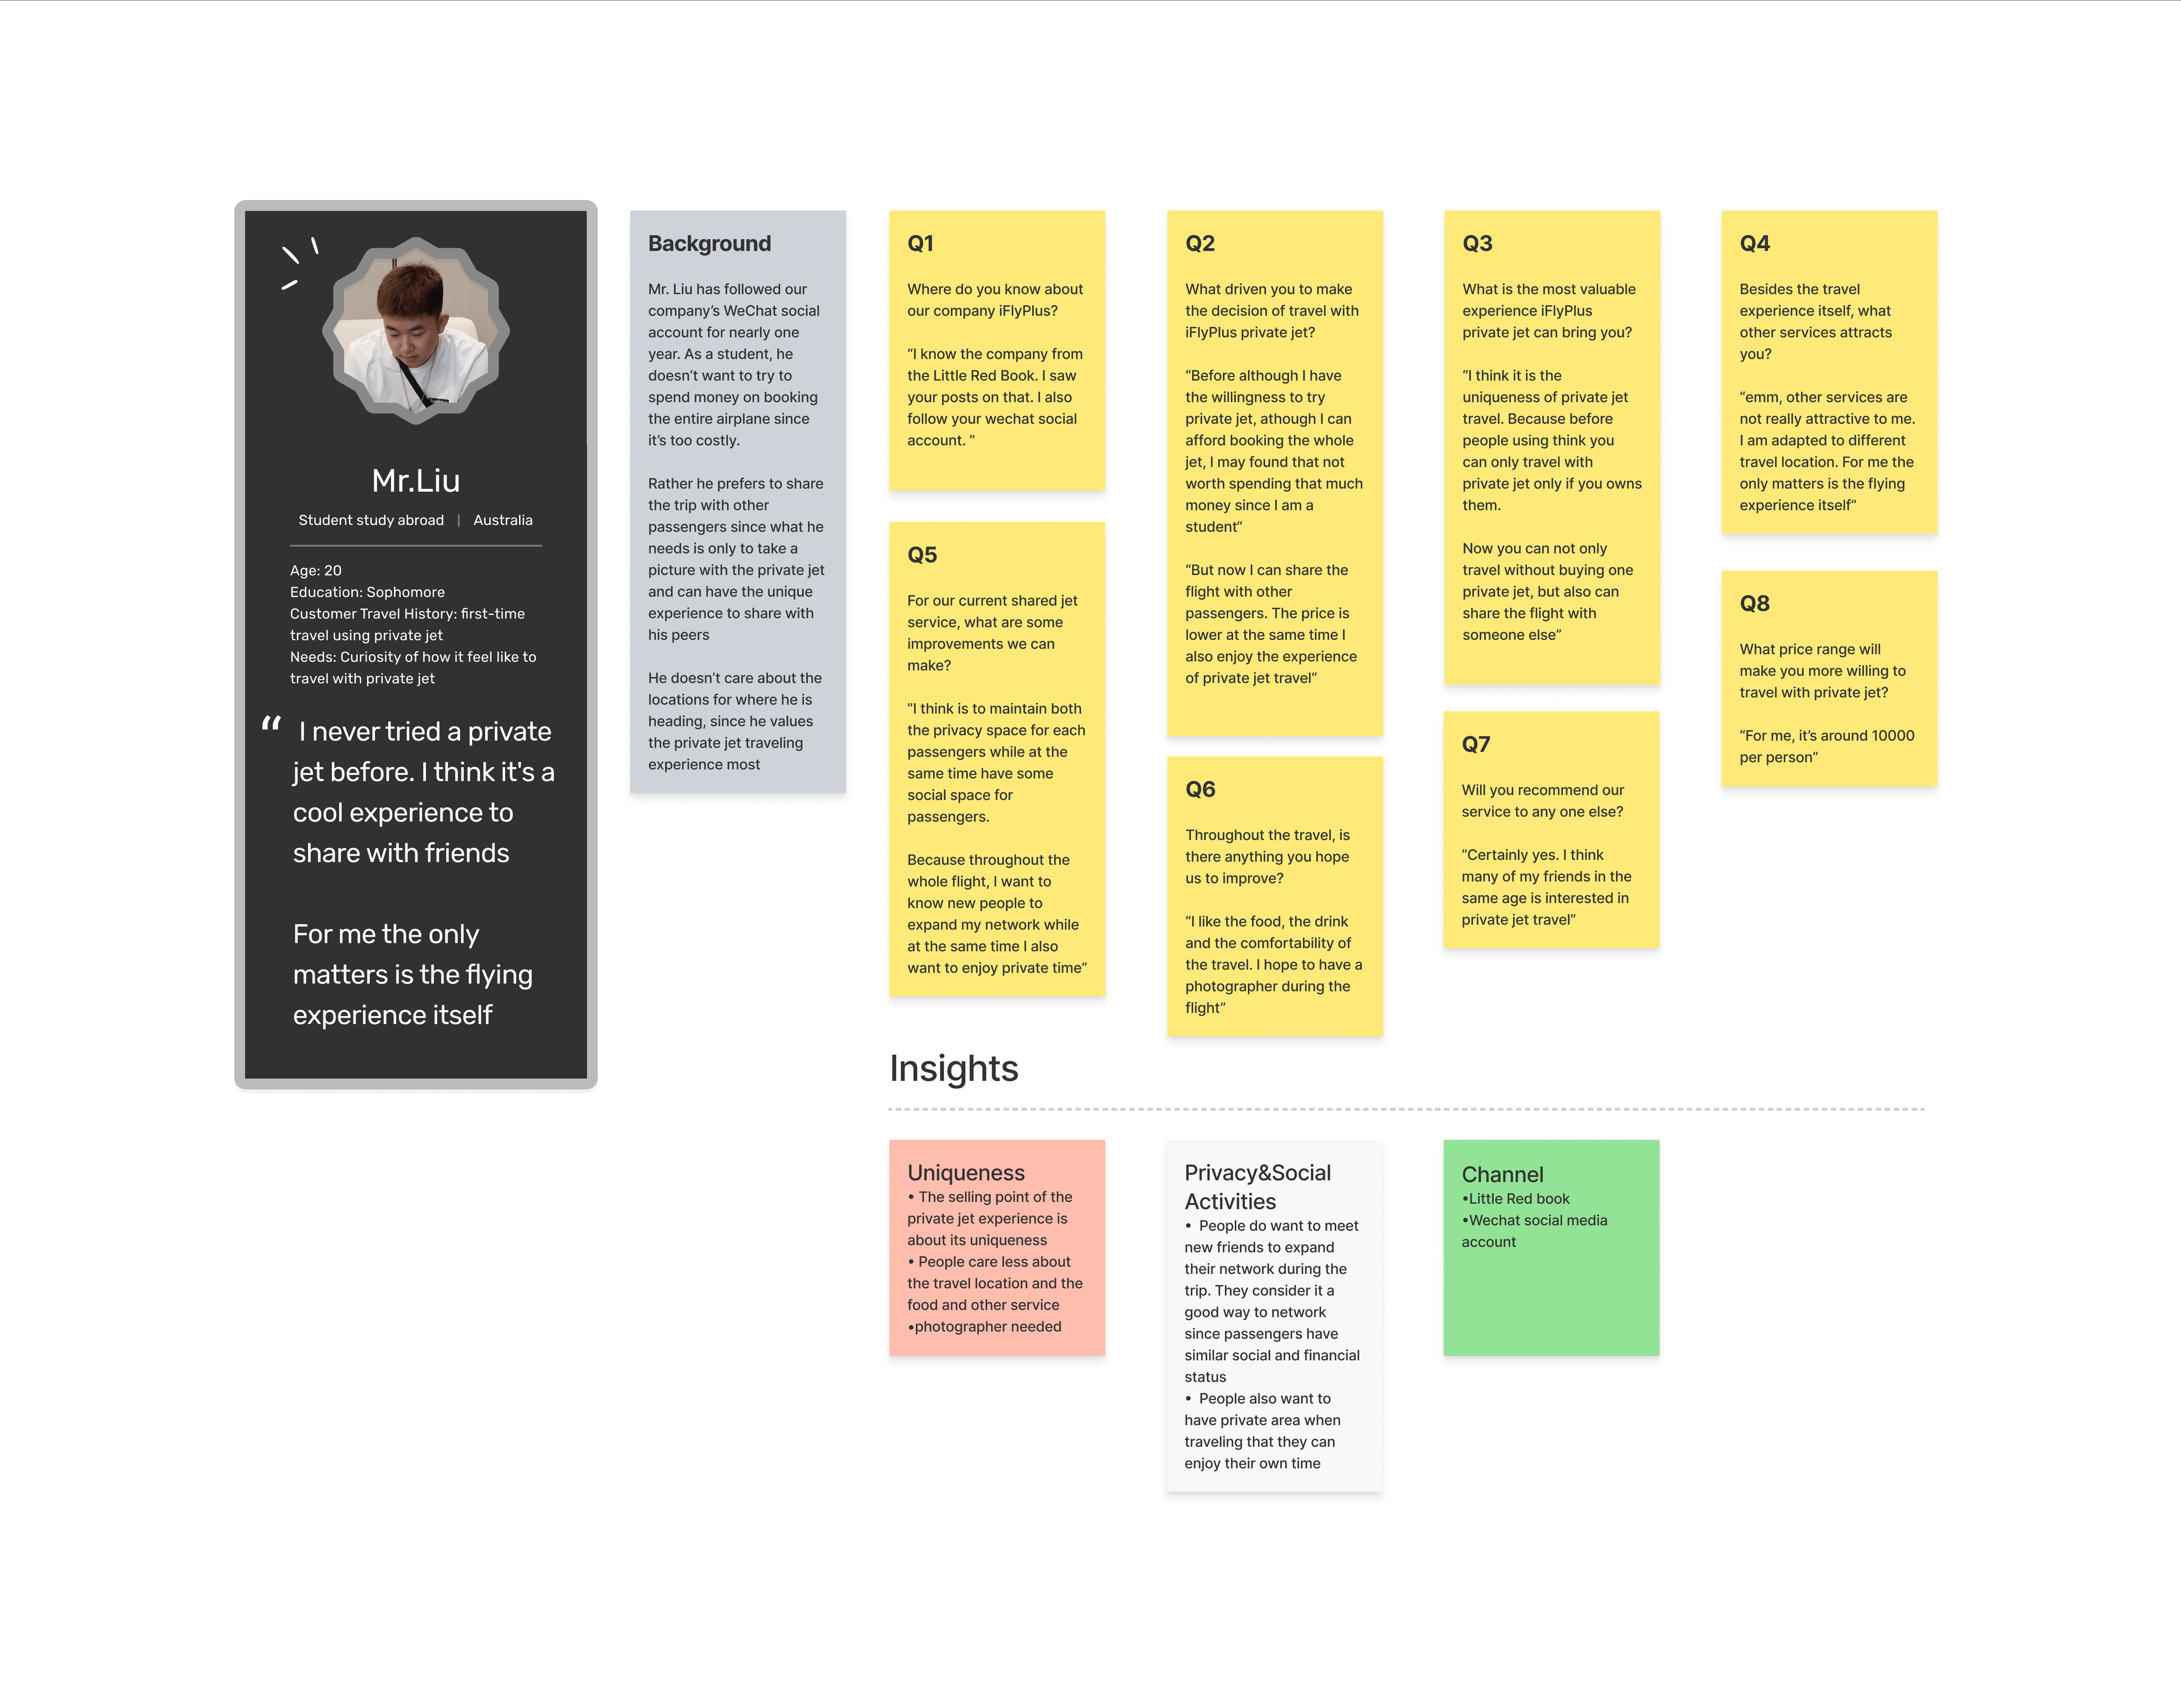 Mr.Liu
Student study abroad | Australia
Age: 20
Education: Sophomore
Customer Travel History: first-time
travel using private jet
Needs: Curiosity of how it feel like to
travel with private jet
“ I never tried a private
jet before. I think it's a
cool experience to
share with friends
For me the only
matters is the flying
experience itself
Background
Mr. Liu has followed our
company’s WeChat social
account for nearly one
year. As a student, he
doesn’t want to try to
spend money on booking
the entire airplane since
it’s too costly.
Rather he prefers to share
the trip with other
passengers since what he
needs is only to take a
picture with the private jet
and can have the unique
experience to share with
his peers
He doesn’t care about the
locations for where he is
heading, since he values
the private jet traveling
experience most
Q1
Where do you know about
our company iFlyPlus?
“I know the company from
the Little Red Book. I saw
your posts on that. I also
follow your wechat social
account. ”
Q2
What driven you to make
the decision of travel with
iFlyPlus private jet?
“Before although I have
the willingness to try
private jet, athough I can
afford booking the whole
jet, I may found that not
worth spending that much
money since I am a
student“
“But now I can share the
flight with other
passengers. The price is
lower at the same time I
also enjoy the experience
of private jet travel“
Q3
What is the most valuable
experience iFlyPlus
private jet can bring you?
“I think it is the
uniqueness of private jet
travel. Because before
people using think you
can only travel with
private jet only if you owns
them.
Now you can not only
travel without buying one
private jet, but also can
share the flight with
someone else”
Q4
Besides the travel
experience itself, what
other services attracts
you?
“emm, other services are
not really attractive to me.
I am adapted to different
travel location. For me the
only matters is the flying
experience itself”
Q5
For our current shared jet
service, what are some
improvements we can
make?
”I think is to maintain both
the privacy space for each
passengers while at the
same time have some
social space for
passengers.
Because throughout the
whole flight, I want to
know new people to
expand my network while
at the same time I also
want to enjoy private time”
Q6
Throughout the travel, is
there anything you hope
us to improve?
“I like the food, the drink
and the comfortability of
the travel. I hope to have a
photographer during the
flight”
Q7
Will you recommend our
service to any one else?
“Certainly yes. I think
many of my friends in the
same age is interested in
private jet travel”
Q8
What price range will
make you more willing to
travel with private jet?
“For me, it’s around 10000
per person”
Insights
Uniqueness
• The selling point of the
private jet experience is
about its uniqueness
• People care less about
the travel location and the
food and other service
•photographer needed
Privacy&Social
Activities
• People do want to meet
new friends to expand
their network during the
trip. They consider it a
good way to network
since passengers have
similar social and financial
status
• People also want to
have private area when
traveling that they can
enjoy their own time
Channel
•Little Red book
•Wechat social media
account